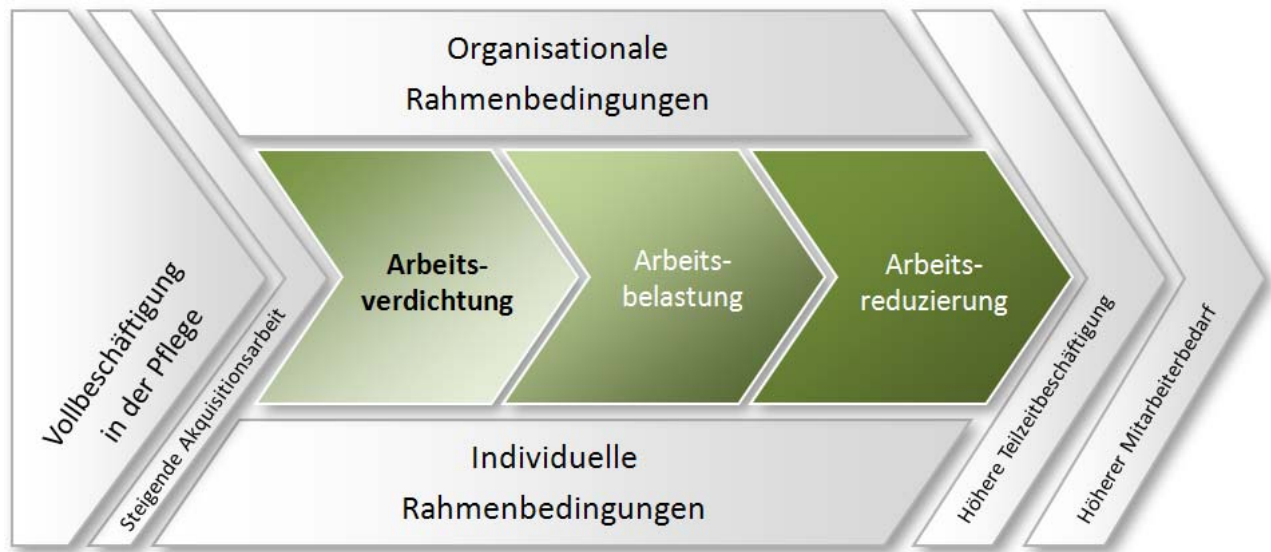 Organisationale
Rahmenbedingungen
Vollbeschäftigung
in der Pflege
Steigende Akquisitionsarbeit
Arbeits-
verdichtung
Arbeits-
belastung
Arbeits-
reduzierung
Höhere Teilzeitbeschäftigung
Höherer Mitarbeiterbedarf
Individuelle
Rahmenbedingungen